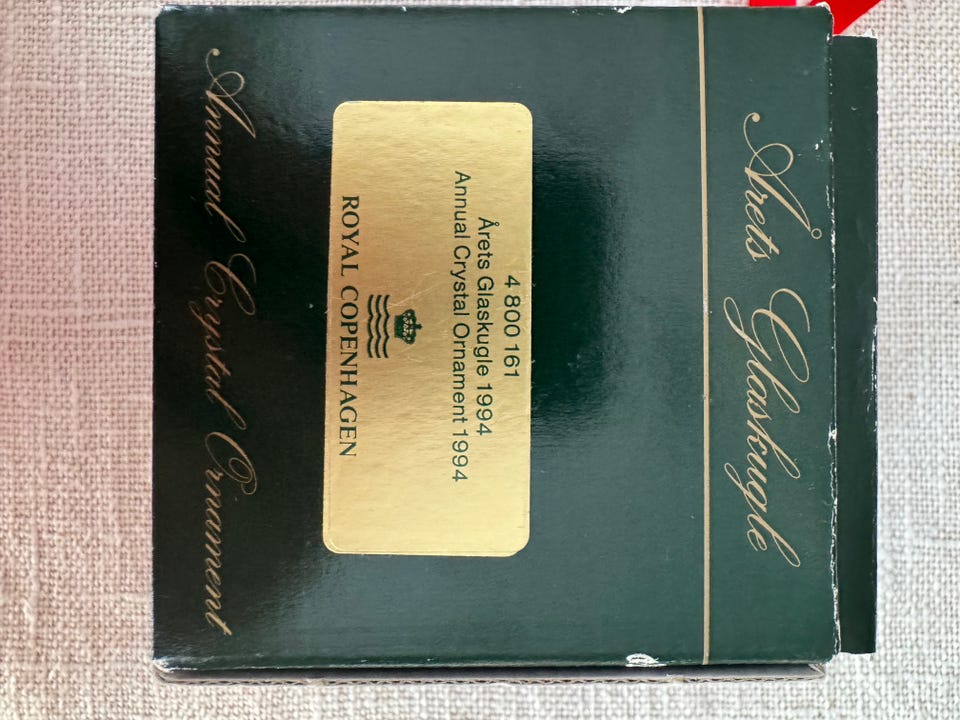 Årets Glaskugle
4 800 161
Årets Glaskugle 1994
Annual Crystal Ornament 1994
ROYAL COPENHAGEN
Annual Crystal Ornament